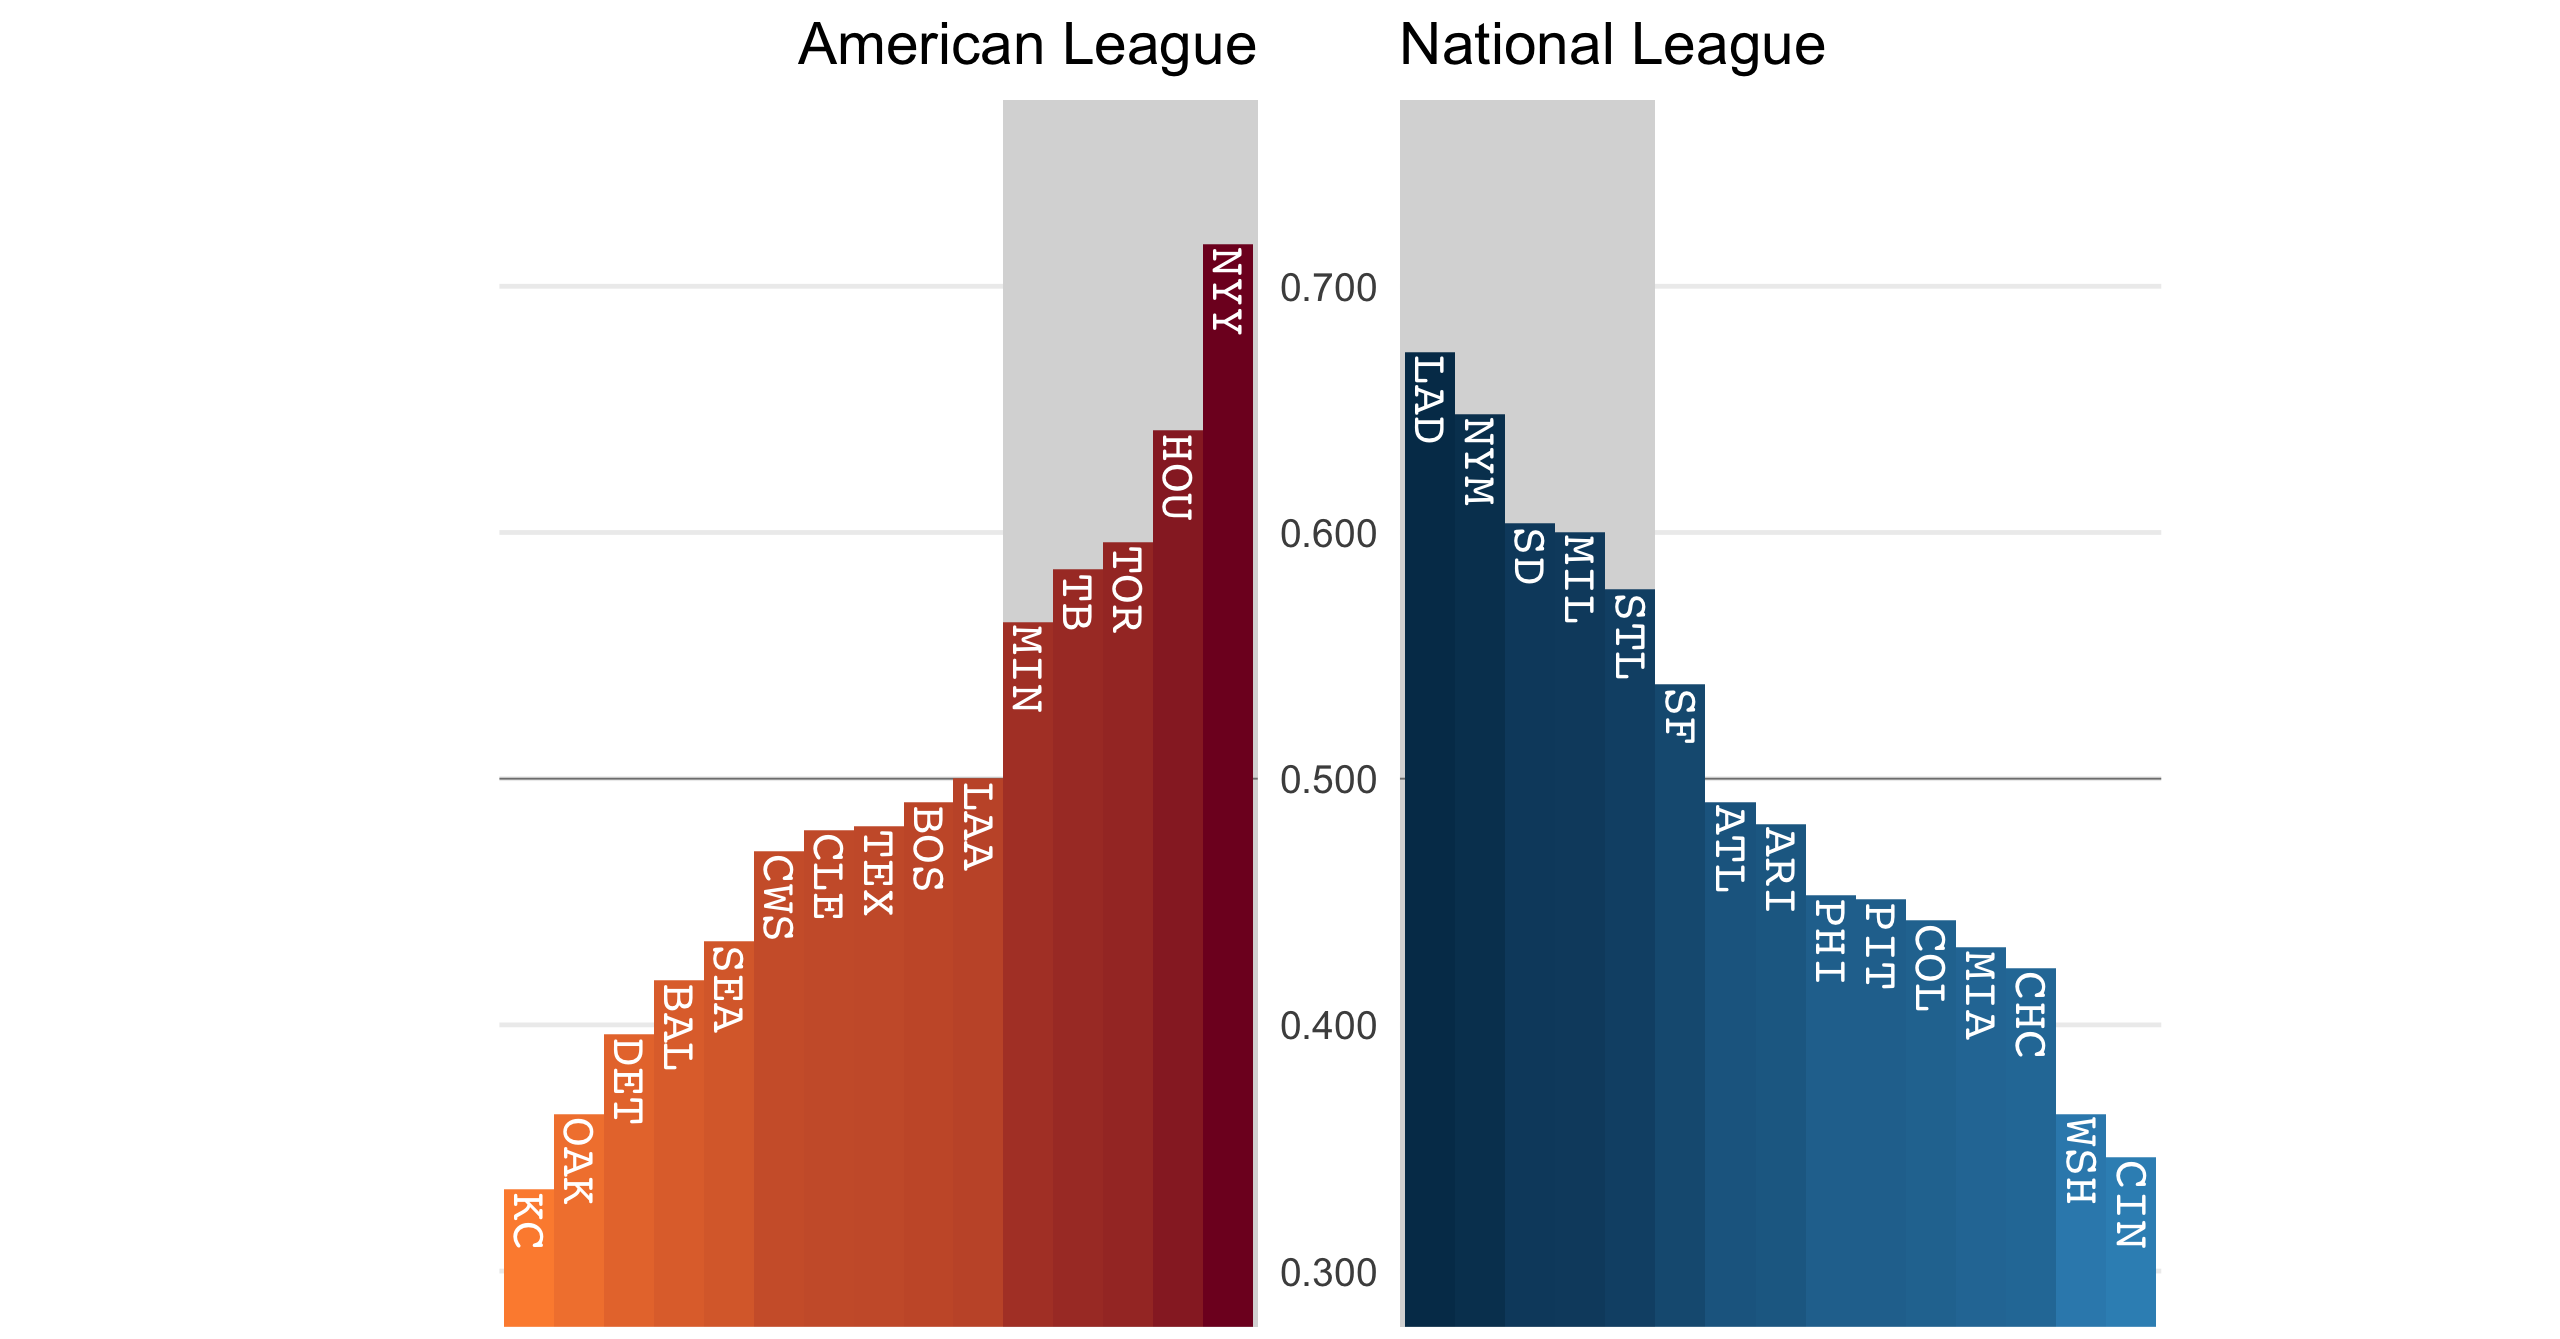 American League
National League
0.700
0.600
0.500
0.400
0.300
KC
OAK
DET
BAL
SEA
CWS
CLE
TEX
BOS
LAA
MIN
TB
TOR
HOU
NYY
LAD
NYM
SD
MIL
STL
SF
ATL
ARI
PHI
PIT
COL
MIA
CHC
WSH
CIN